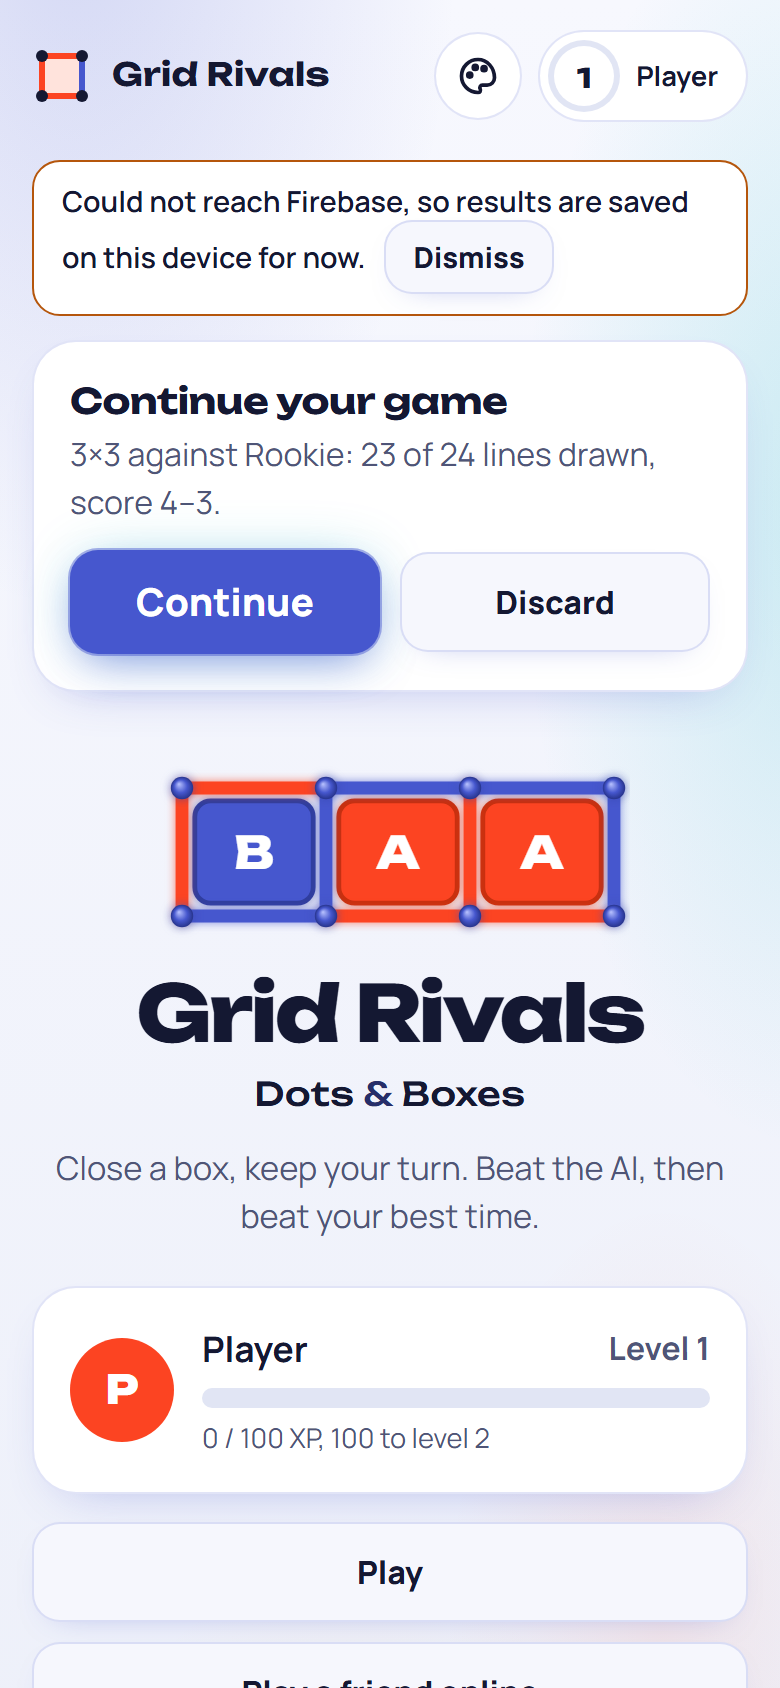 Grid Rivals
1 Player
Could not reach Firebase, so results are saved
on this device for now. Dismiss
Continue your game
3×3 against Rookie: 23 of 24 lines drawn,
score 4–3.
Continue Discard
B A A
Grid Rivals
Dots & Boxes
Close a box, keep your turn. Beat the AI, then
beat your best time.
P
Player Level 1
0 / 100 XP, 100 to level 2
Play
Play a friend online